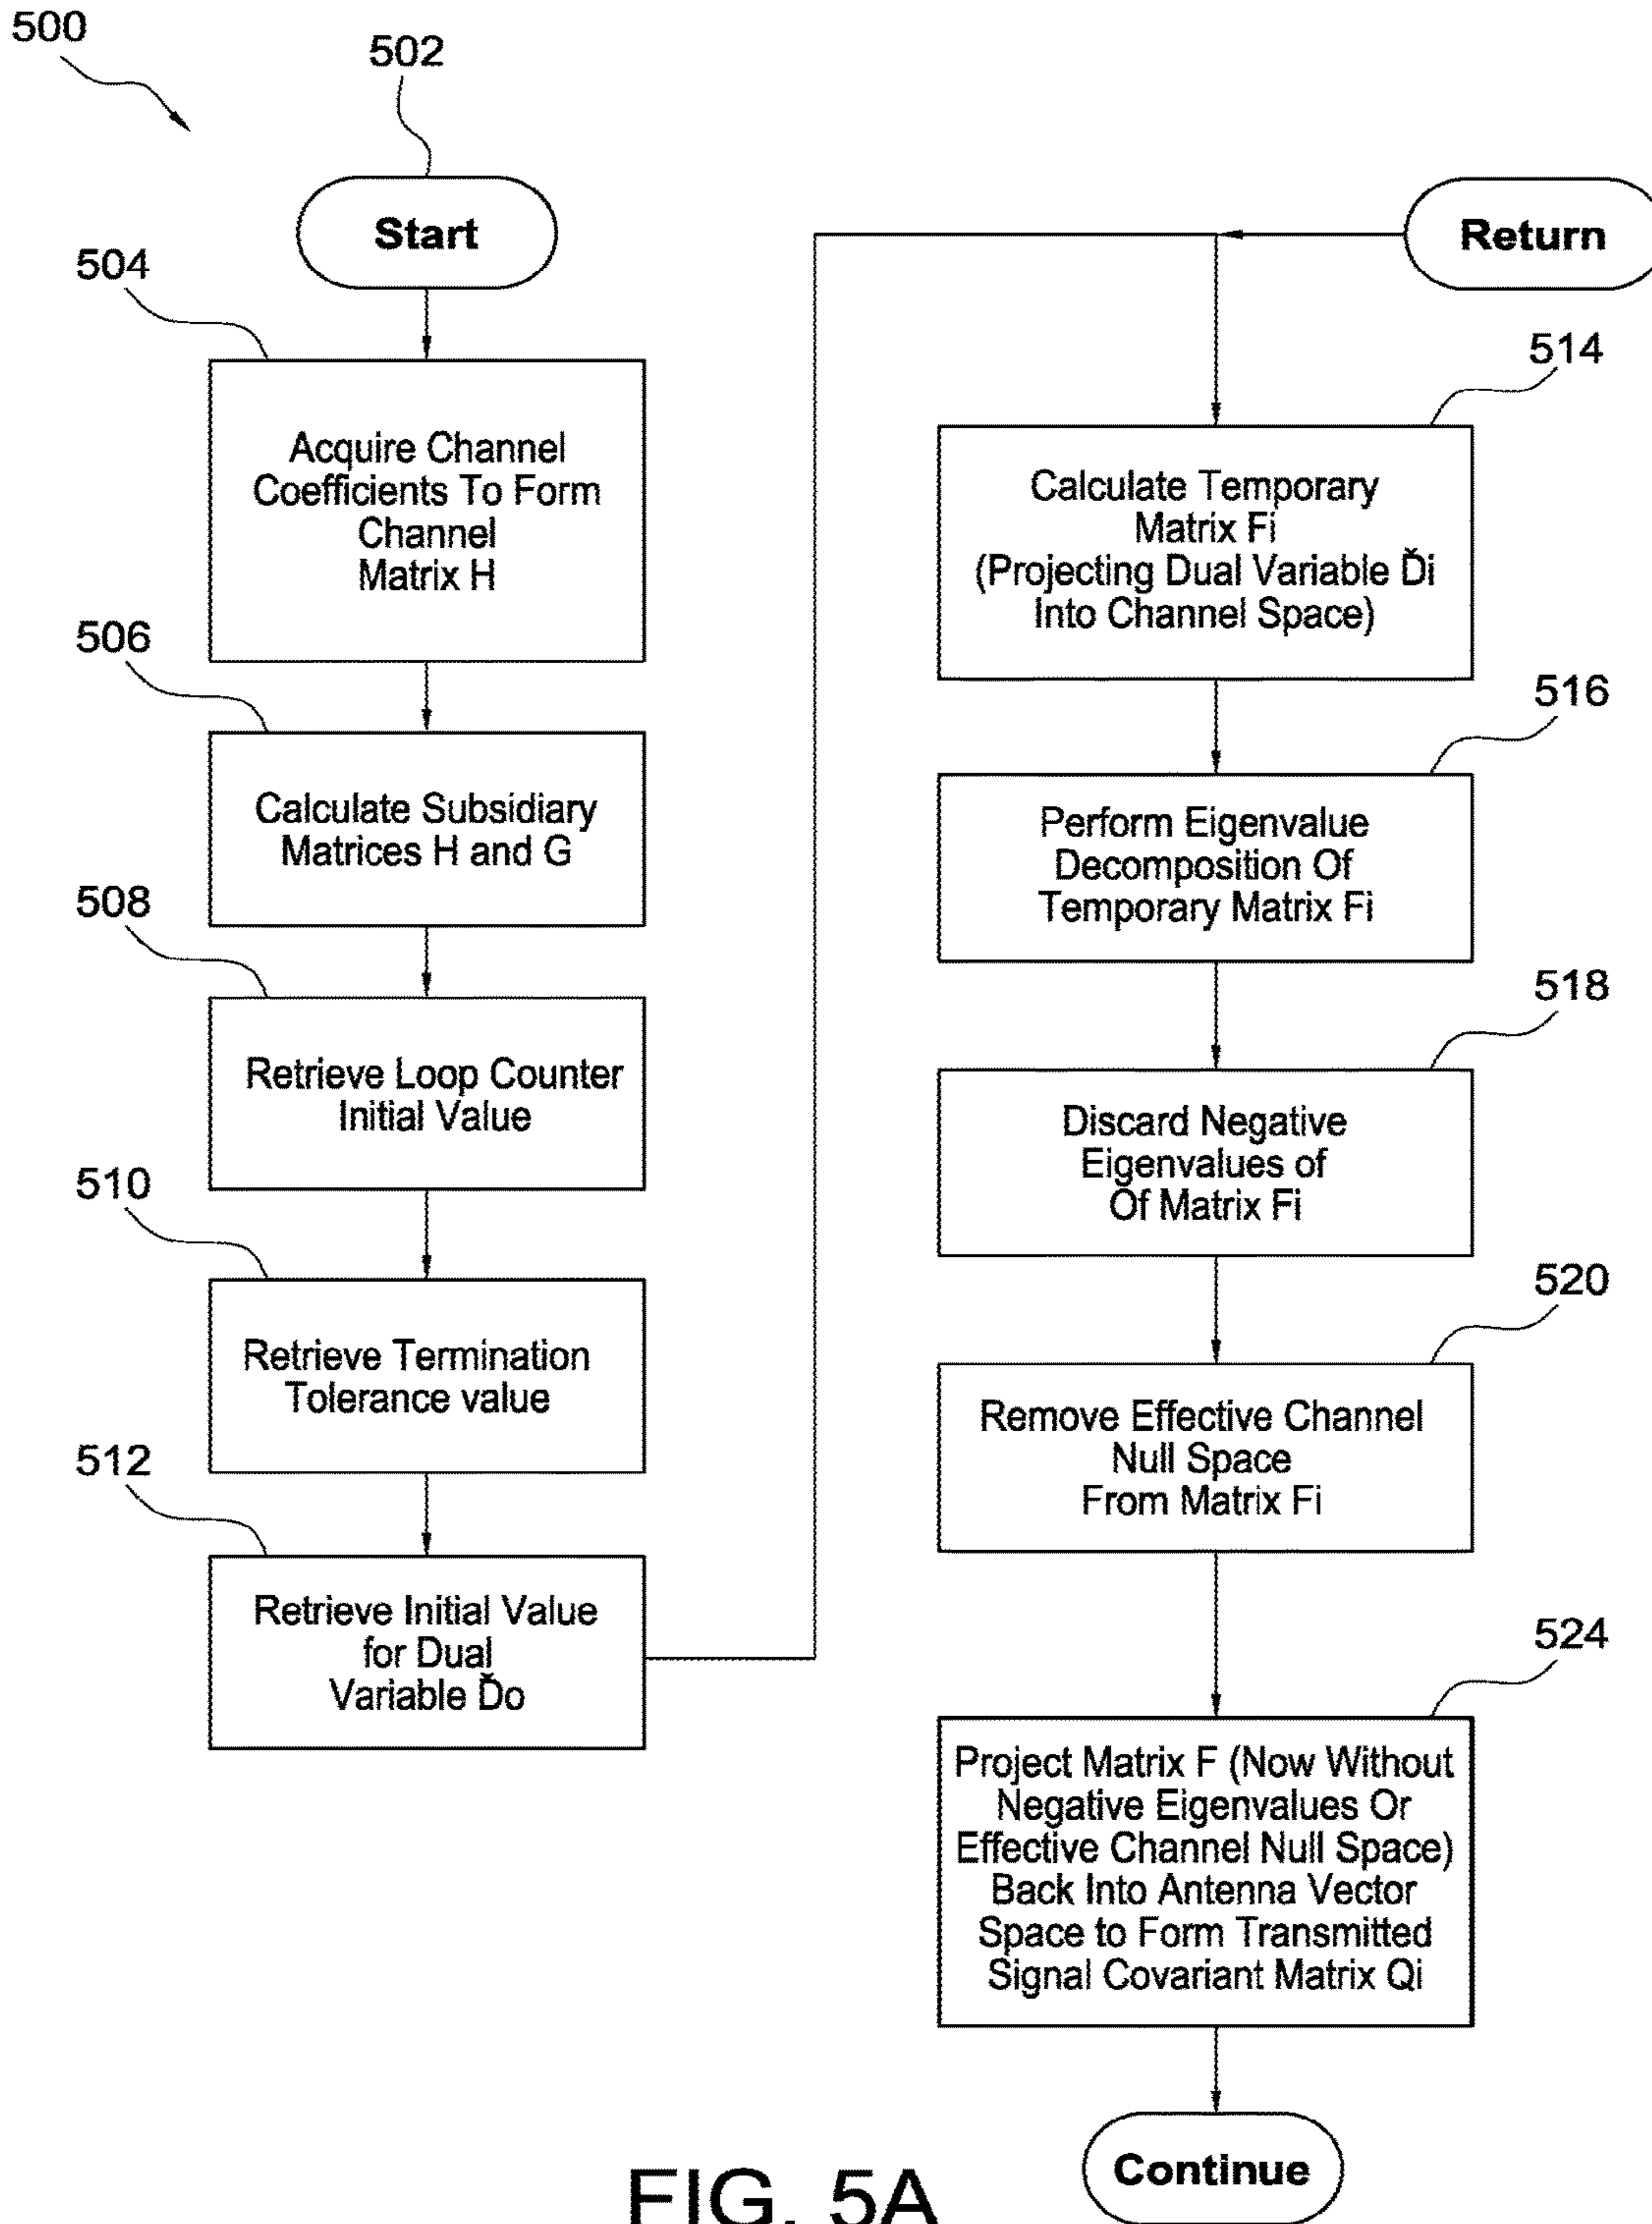 500
502
Start
504
Acquire Channel
Coefficients To Form
Channel
Matrix H
506
Calculate Subsidiary
Matrices H and G
508
Retrieve Loop Counter
Initial Value
510
Retrieve Termination
Tolerance value
512
Retrieve Initial Value
for Dual
Variable Ďo
Return
514
Calculate Temporary
Matrix Fi
(Projecting Dual Variable Ďi
Into Channel Space)
516
Perform Eigenvalue
Decomposition Of
Temporary Matrix Fi
518
Discard Negative
Eigenvalues of
Of Matrix Fi
520
Remove Effective Channel
Null Space
From Matrix Fi
524
Project Matrix F (Now Without
Negative Eigenvalues Or
Effective Channel Null Space)
Back Into Antenna Vector
Space to Form Transmitted
Signal Covariant Matrix Qi
Continue
FIG. 5A